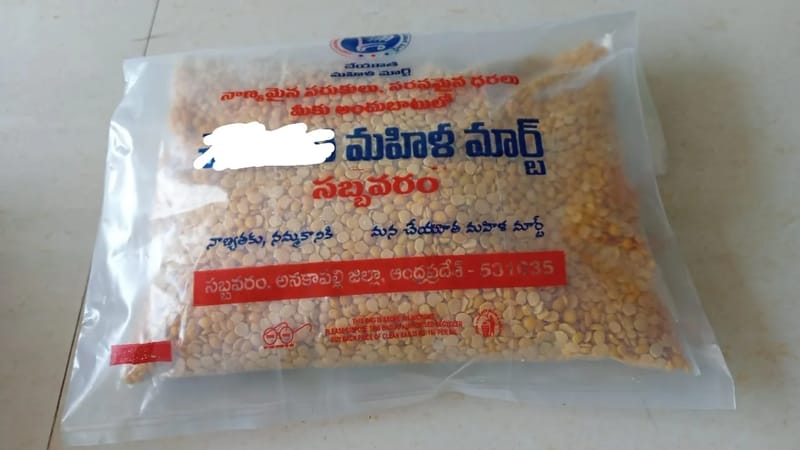 చేయూత
మహిళ మార్ట్
నాణ్యమైన సరుకులు, సరసమైన ధరలు
మీకు అందుబాటులో
మహిళ మార్ట్
సబ్బవరం
నాణ్యతకు, నమ్మకానికి మన చేయూత మహిళ మార్ట్
సబ్బవరం, అనకాపల్లి జిల్లా, ఆంధ్రప్రదేశ్ - 531035